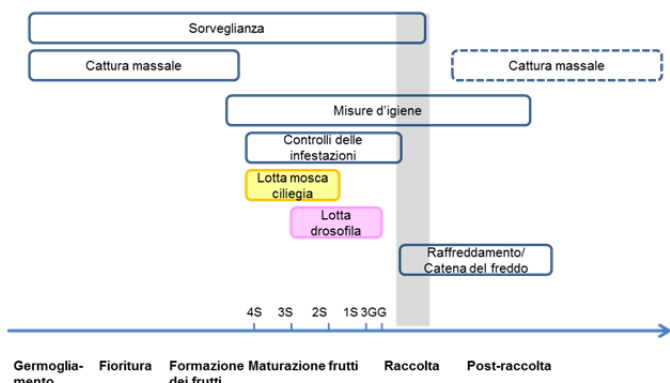 Sorveglianza
Cattura massale
Cattura massale
Misure d'igiene
Controlli delle
infestazioni
Lotta mosca
ciliegia
Lotta
drosofila
Raffreddamento/
Catena del freddo
4S 3S 2S 1S 3GG
Germoglia- Fioritura Formazione Maturazione frutti Raccolta Post-raccolta
mento dei frutti